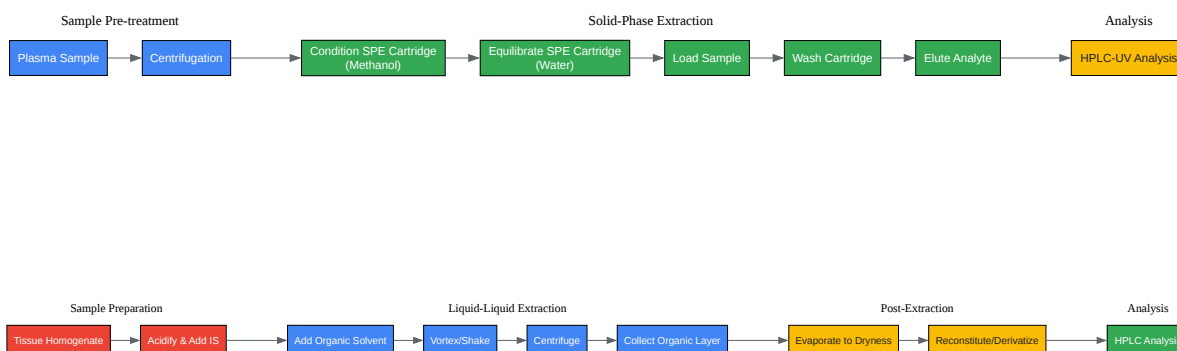 Sample Pre-treatment
Solid-Phase Extraction
Analysis
Plasma Sample
Centrifugation
Condition SPE Cartridge
(Methanol)
Equilibrate SPE Cartridge
(Water)
Load Sample
Wash Cartridge
Elute Analyte
HPLC-UV Analysis
Sample Preparation
Liquid-Liquid Extraction
Post-Extraction
Analysis
Tissue Homogenate
Acidify & Add IS
Add Organic Solvent
Vortex/Shake
Centrifuge
Collect Organic Layer
Evaporate to Dryness
Reconstitute/Derivatize
HPLC Analysis